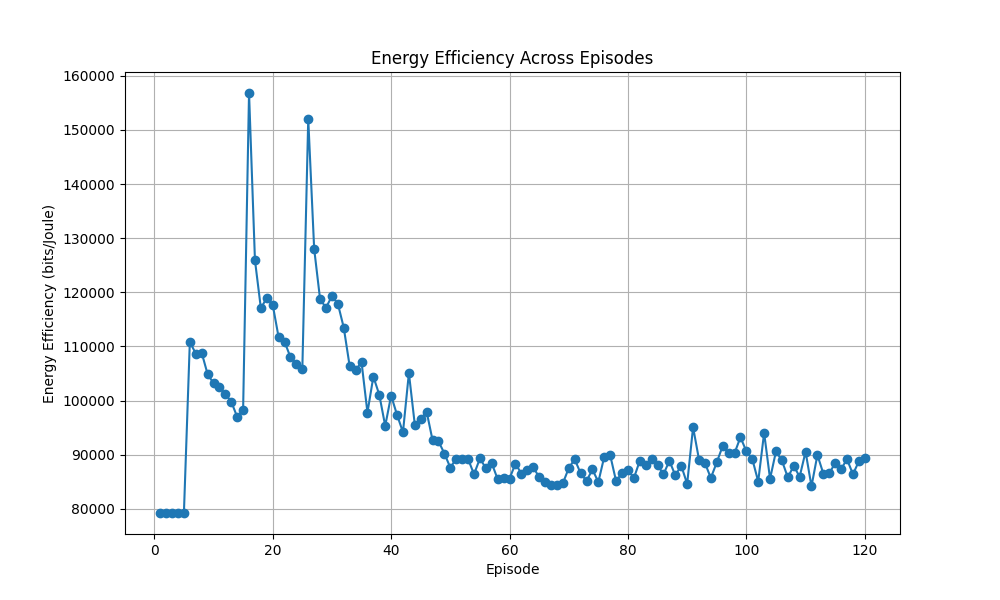 Energy Efficiency Across Episodes
160000
150000
140000
130000
120000
110000
100000
90000
80000
Energy Efficiency (bits/Joule)
0 20 40 60 80 100 120
Episode